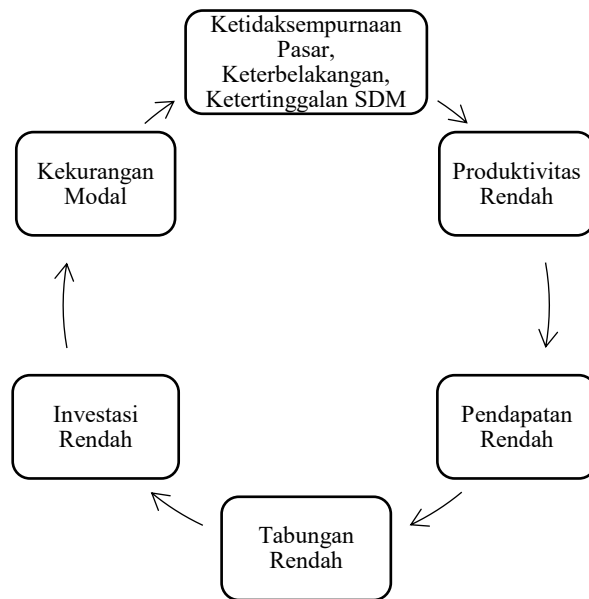 Ketidaksempurnaan
Pasar,
Keterbelakangan,
Ketertinggalan SDM
Produktivitas
Rendah
Pendapatan
Rendah
Tabungan
Rendah
Investasi
Rendah
Kekurangan
Modal